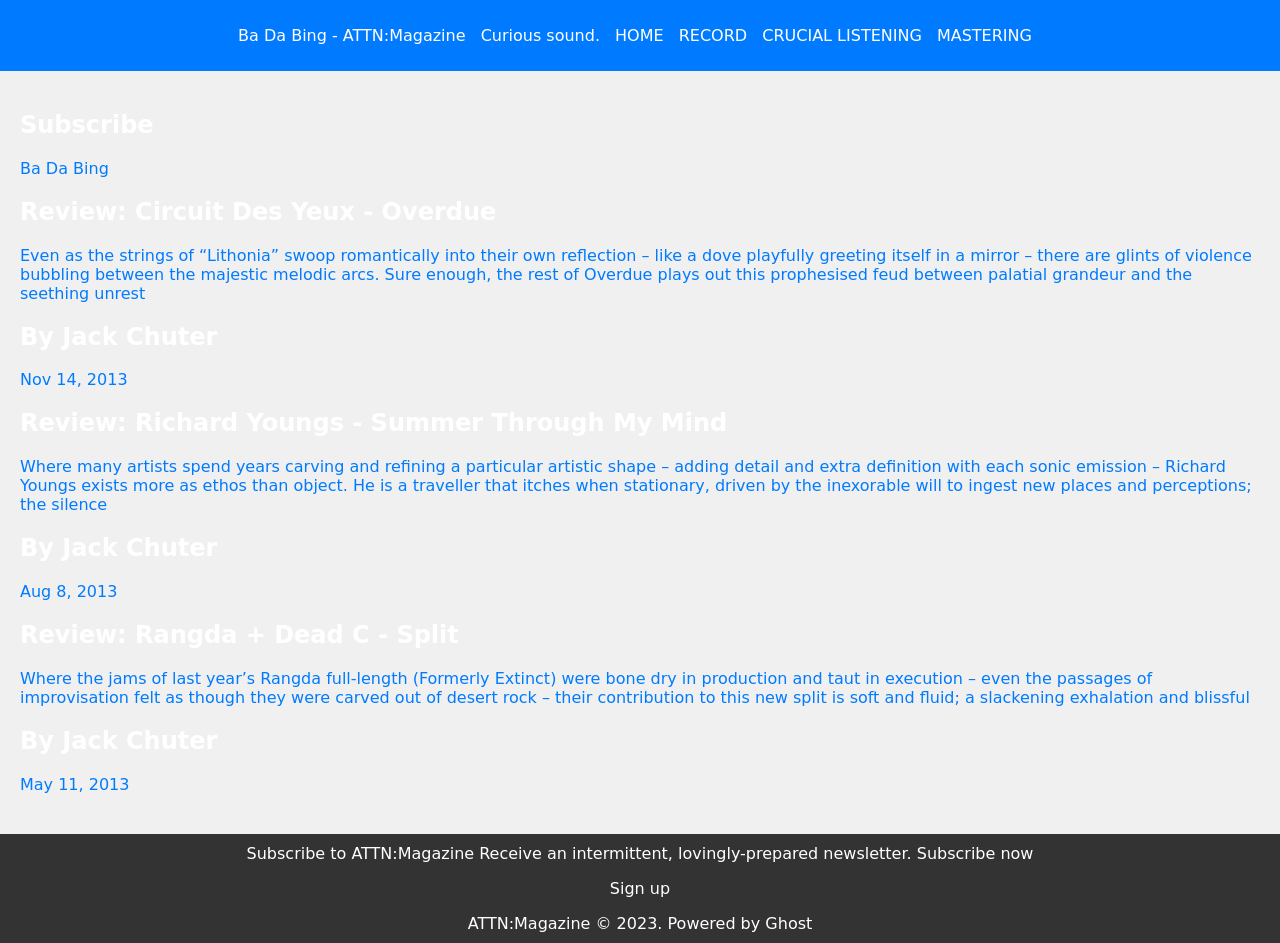 Ba Da Bing - ATTN:Magazine Curious sound. HOME RECORD CRUCIAL LISTENING MASTERING
Subscribe
Ba Da Bing
Review: Circuit Des Yeux - Overdue
Even as the strings of “Lithonia” swoop romantically into their own reflection – like a dove playfully greeting itself in a mirror – there are glints of violence
bubbling between the majestic melodic arcs. Sure enough, the rest of Overdue plays out this prophesised feud between palatial grandeur and the
seething unrest
By Jack Chuter
Nov 14, 2013
Review: Richard Youngs - Summer Through My Mind
Where many artists spend years carving and refining a particular artistic shape – adding detail and extra definition with each sonic emission – Richard
Youngs exists more as ethos than object. He is a traveller that itches when stationary, driven by the inexorable will to ingest new places and perceptions;
the silence
By Jack Chuter
Aug 8, 2013
Review: Rangda + Dead C - Split
Where the jams of last year’s Rangda full-length (Formerly Extinct) were bone dry in production and taut in execution – even the passages of
improvisation felt as though they were carved out of desert rock – their contribution to this new split is soft and fluid; a slackening exhalation and blissful
By Jack Chuter
May 11, 2013
Subscribe to ATTN:Magazine Receive an intermittent, lovingly-prepared newsletter. Subscribe now
Sign up
ATTN:Magazine © 2023. Powered by Ghost